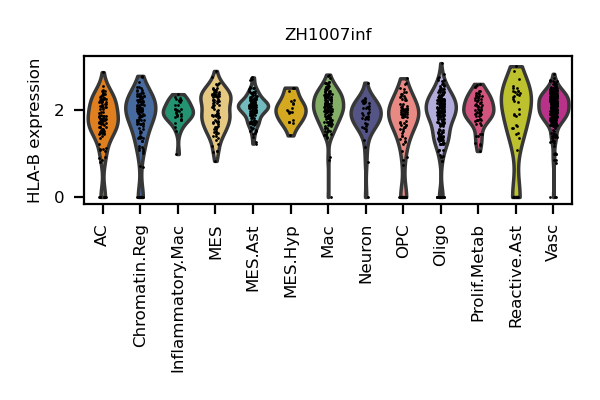 ZH1007inf
HLA-B expression
2
0
AC
Chromatin.Reg
Inflammatory.Mac
MES
MES.Ast
MES.Hyp
Mac
Neuron
OPC
Oligo
Prolif.Metab
Reactive.Ast
Vasc